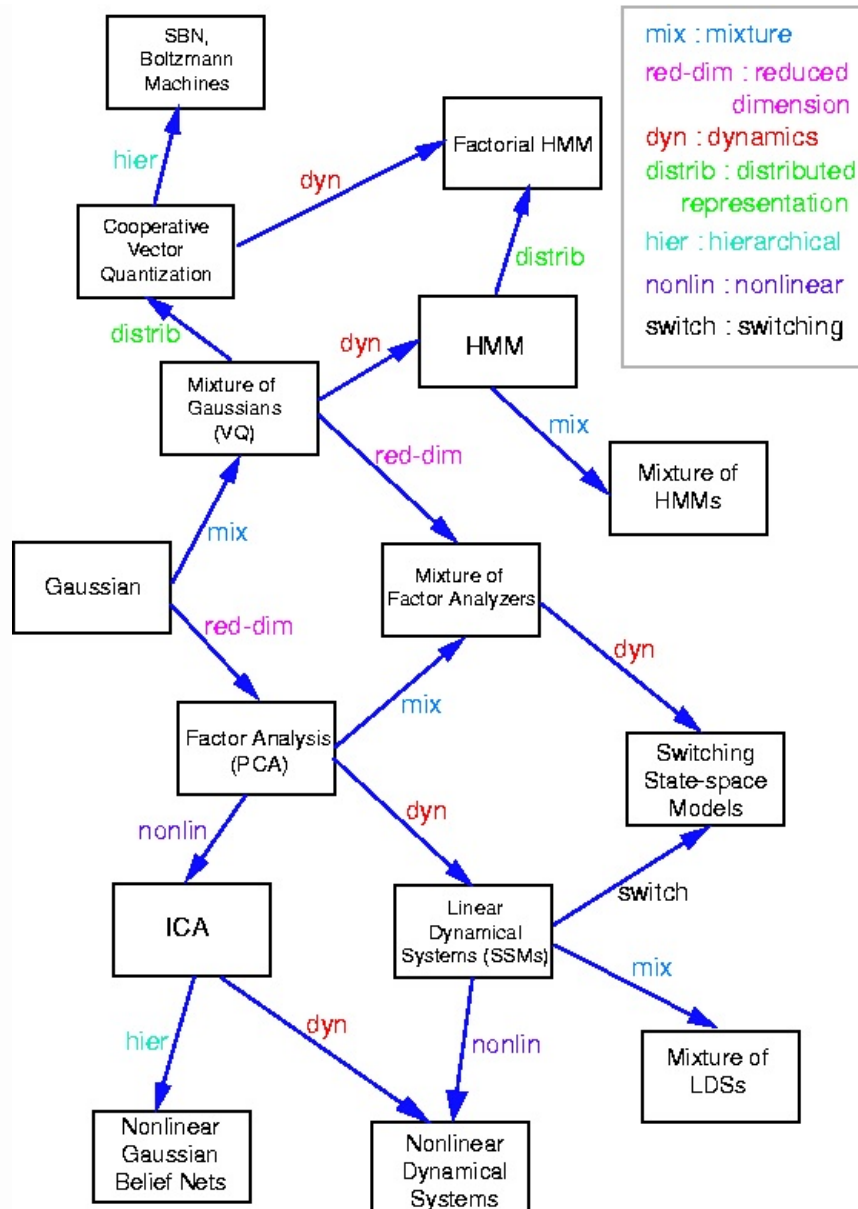 SBN,
Boltzmann
Machines
mix : mixture
red-dim : reduced
dimension
dyn : dynamics
distrib : distributed
representation
hier : hierarchical
nonlin : nonlinear
switch : switching
Factorial HMM
hier
dyn
Cooperative
Vector
Quantization
distrib
distrib
dyn
HMM
Mixture of
Gaussians
(VQ)
red-dim
mix
Mixture of
HMMs
mix
Gaussian
Mixture of
Factor Analyzers
red-dim
dyn
mix
Factor Analysis
(PCA)
Switching
State-space
Models
nonlin
dyn
switch
ICA
Linear
Dynamical
Systems (SSMs)
mix
hier
dyn
nonlin
Mixture of
LDSs
Nonlinear
Gaussian
Belief Nets
Nonlinear
Dynamical
Systems